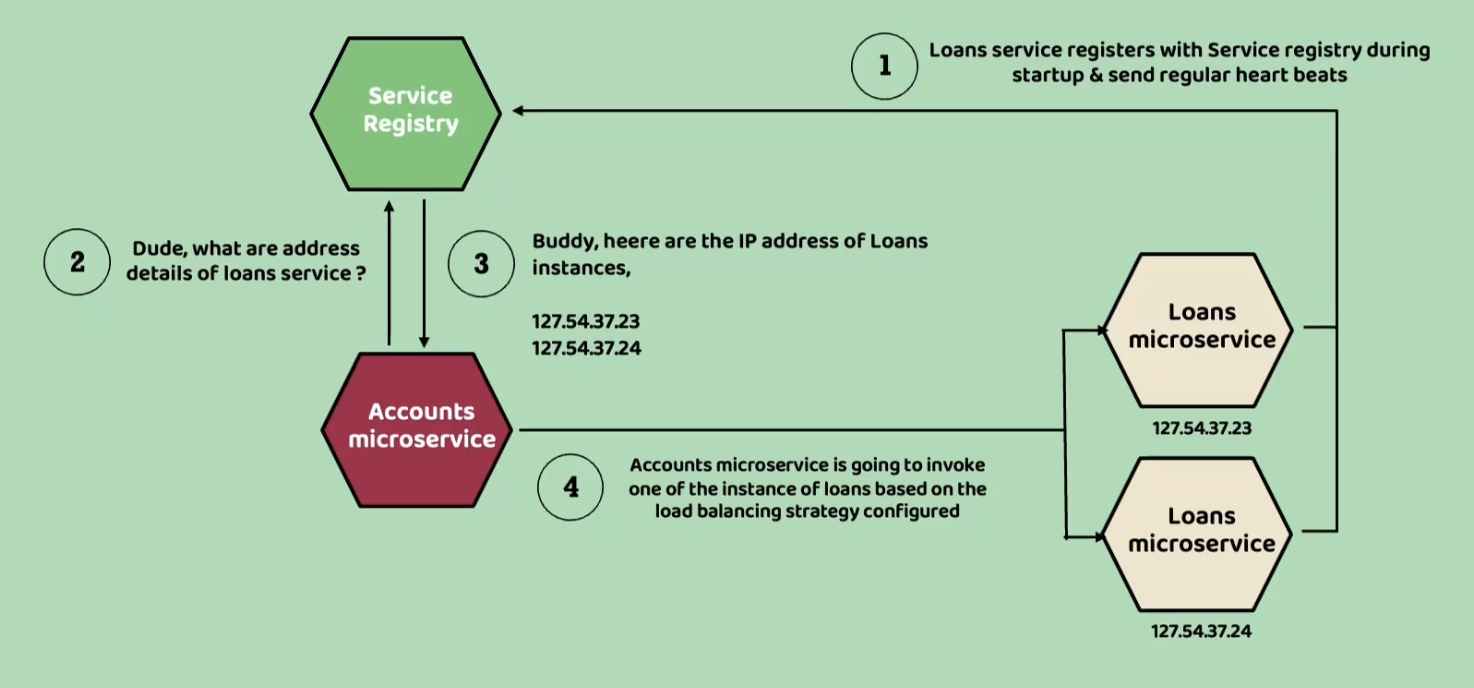 1
Loans service registers with Service registry during
startup & send regular heart beats
Service
Registry
2
Dude, what are address
details of loans service ?
3
Buddy, heere are the IP address of Loans
instances,
127.54.37.23
127.54.37.24
Accounts
microservice
4
Accounts microservice is going to invoke
one of the instance of loans based on the
load balancing strategy configured
Loans
microservice
127.54.37.23
Loans
microservice
127.54.37.24